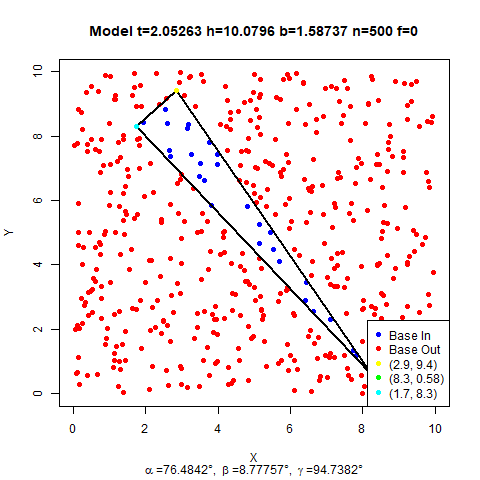 Model t=2.05263 h=10.0796 b=1.58737 n=500 f=0
Y
10
8
6
4
2
0
Base In
Base Out
(2.9, 9.4)
(8.3, 0.58)
(1.7, 8.3)
0 2 4 6 8 10
X
α=76.4842°, β=8.77757°, γ=94.7382°